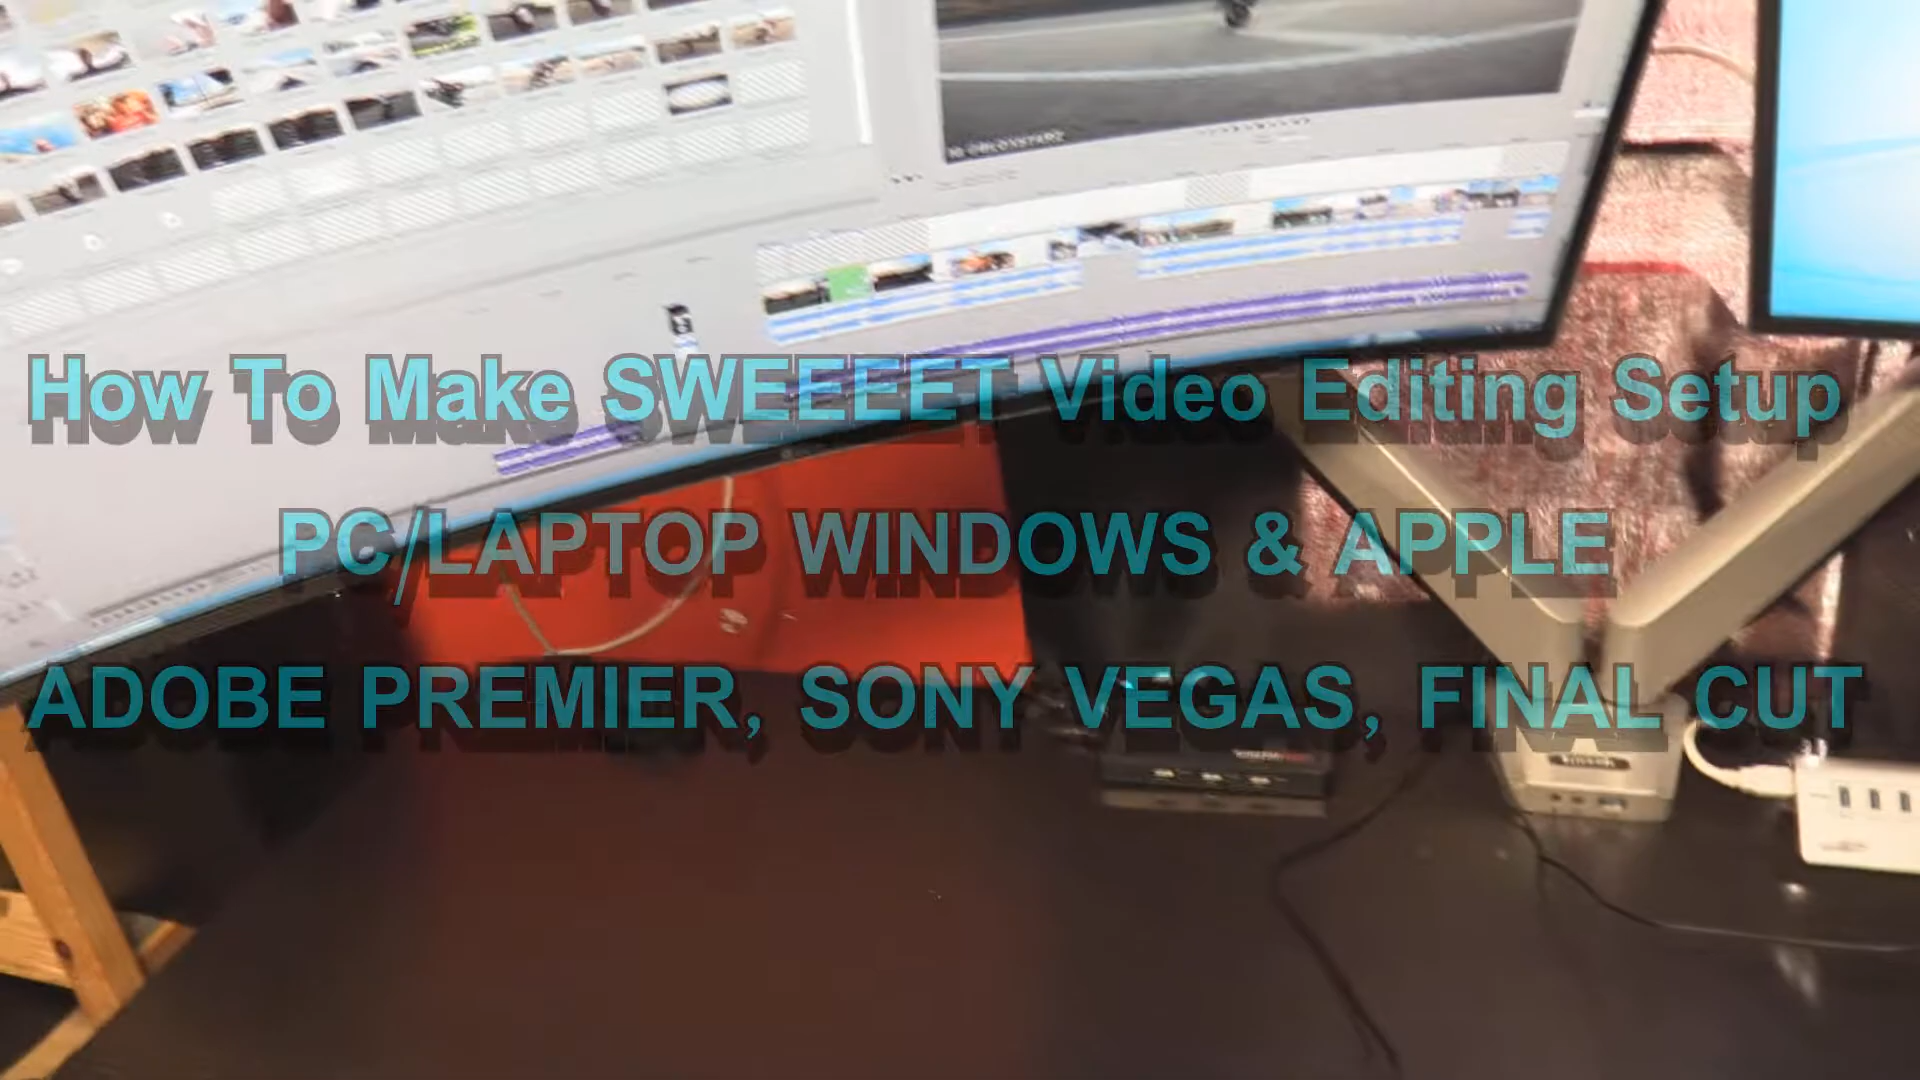 How To Make SWEEEET Video Editing Setup
PC/LAPTOP WINDOWS & APPLE
ADOBE PREMIER, SONY VEGAS, FINAL CUT